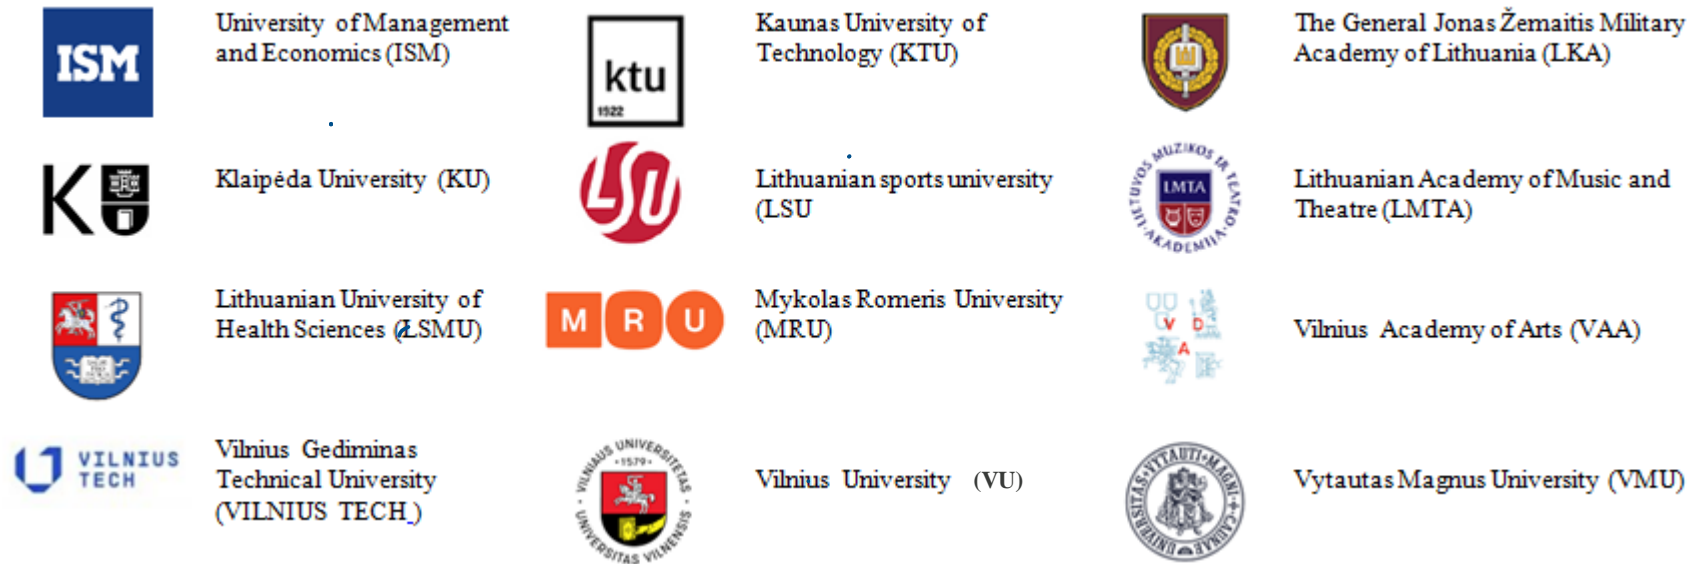 ISM
University of Management
and Economics (ISM)
ktu
1922
Kaunas University of
Technology (KTU)
The General Jonas Žemaitis Military
Academy of Lithuania (LKA)
K
Klaipėda University (KU)
LSU
Lithuanian sports university
(LSU
LIETUVOS MUZIKOS IR TEATRO AKADEMIJA
LMTA
Lithuanian Academy of Music and
Theatre (LMTA)
Lithuanian University of
Health Sciences (LSMU)
M R U
Mykolas Romeris University
(MRU)
V D
A
Vilnius Academy of Arts (VAA)
VILNIUS
TECH
Vilnius Gediminas
Technical University
(VILNIUS TECH )
VILNIAUS UNIVERSITETAS
·1579·
UNIVERSITAS VILNENSIS
Vilnius University (VU)
UNIVERSITAS VYTAUTI MAGNI CAUNAE
Vytautas Magnus University (VMU)